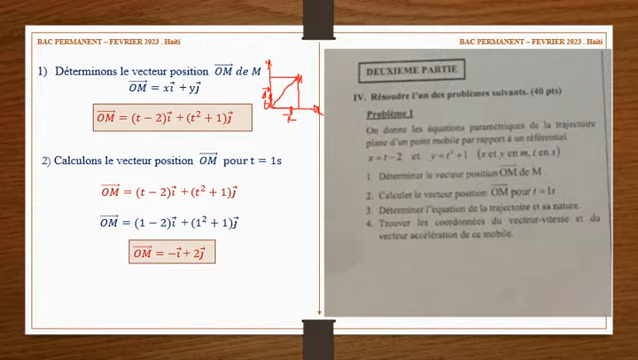 BAC PERMANENT – FEVRIER 2023 . Haiti
1) Déterminons le vecteur position OM⃗ de M
OM⃗ = xi⃗ + yj⃗
OM⃗ = (t − 2)i⃗ + (t² + 1)j⃗
2) Calculons le vecteur position OM⃗ pour t = 1s
OM⃗ = (t − 2)i⃗ + (t² + 1)j⃗
OM⃗ = (1 − 2)i⃗ + (1² + 1)j⃗
OM⃗ = −i⃗ + 2j⃗
BAC PERMANENT – FEVRIER 2023 . Haiti
DEUXIEME PARTIE
IV. Résoudre l'un des problèmes suivants. (40 pts)
Problème 1
On donne les équations paramétriques de la trajectoire
plane d'un point mobile par rapport à un référentiel.
x = t − 2 et y = t² + 1 (x et y en m, t en s)
1. Déterminer le vecteur position OM⃗ de M.
2. Calculer le vecteur position OM⃗ pour t = 1s
3. Déterminer l'équation de la trajectoire et sa nature.
4. Trouver les coordonnées du vecteur-vitesse et du
vecteur accélération de ce mobile.